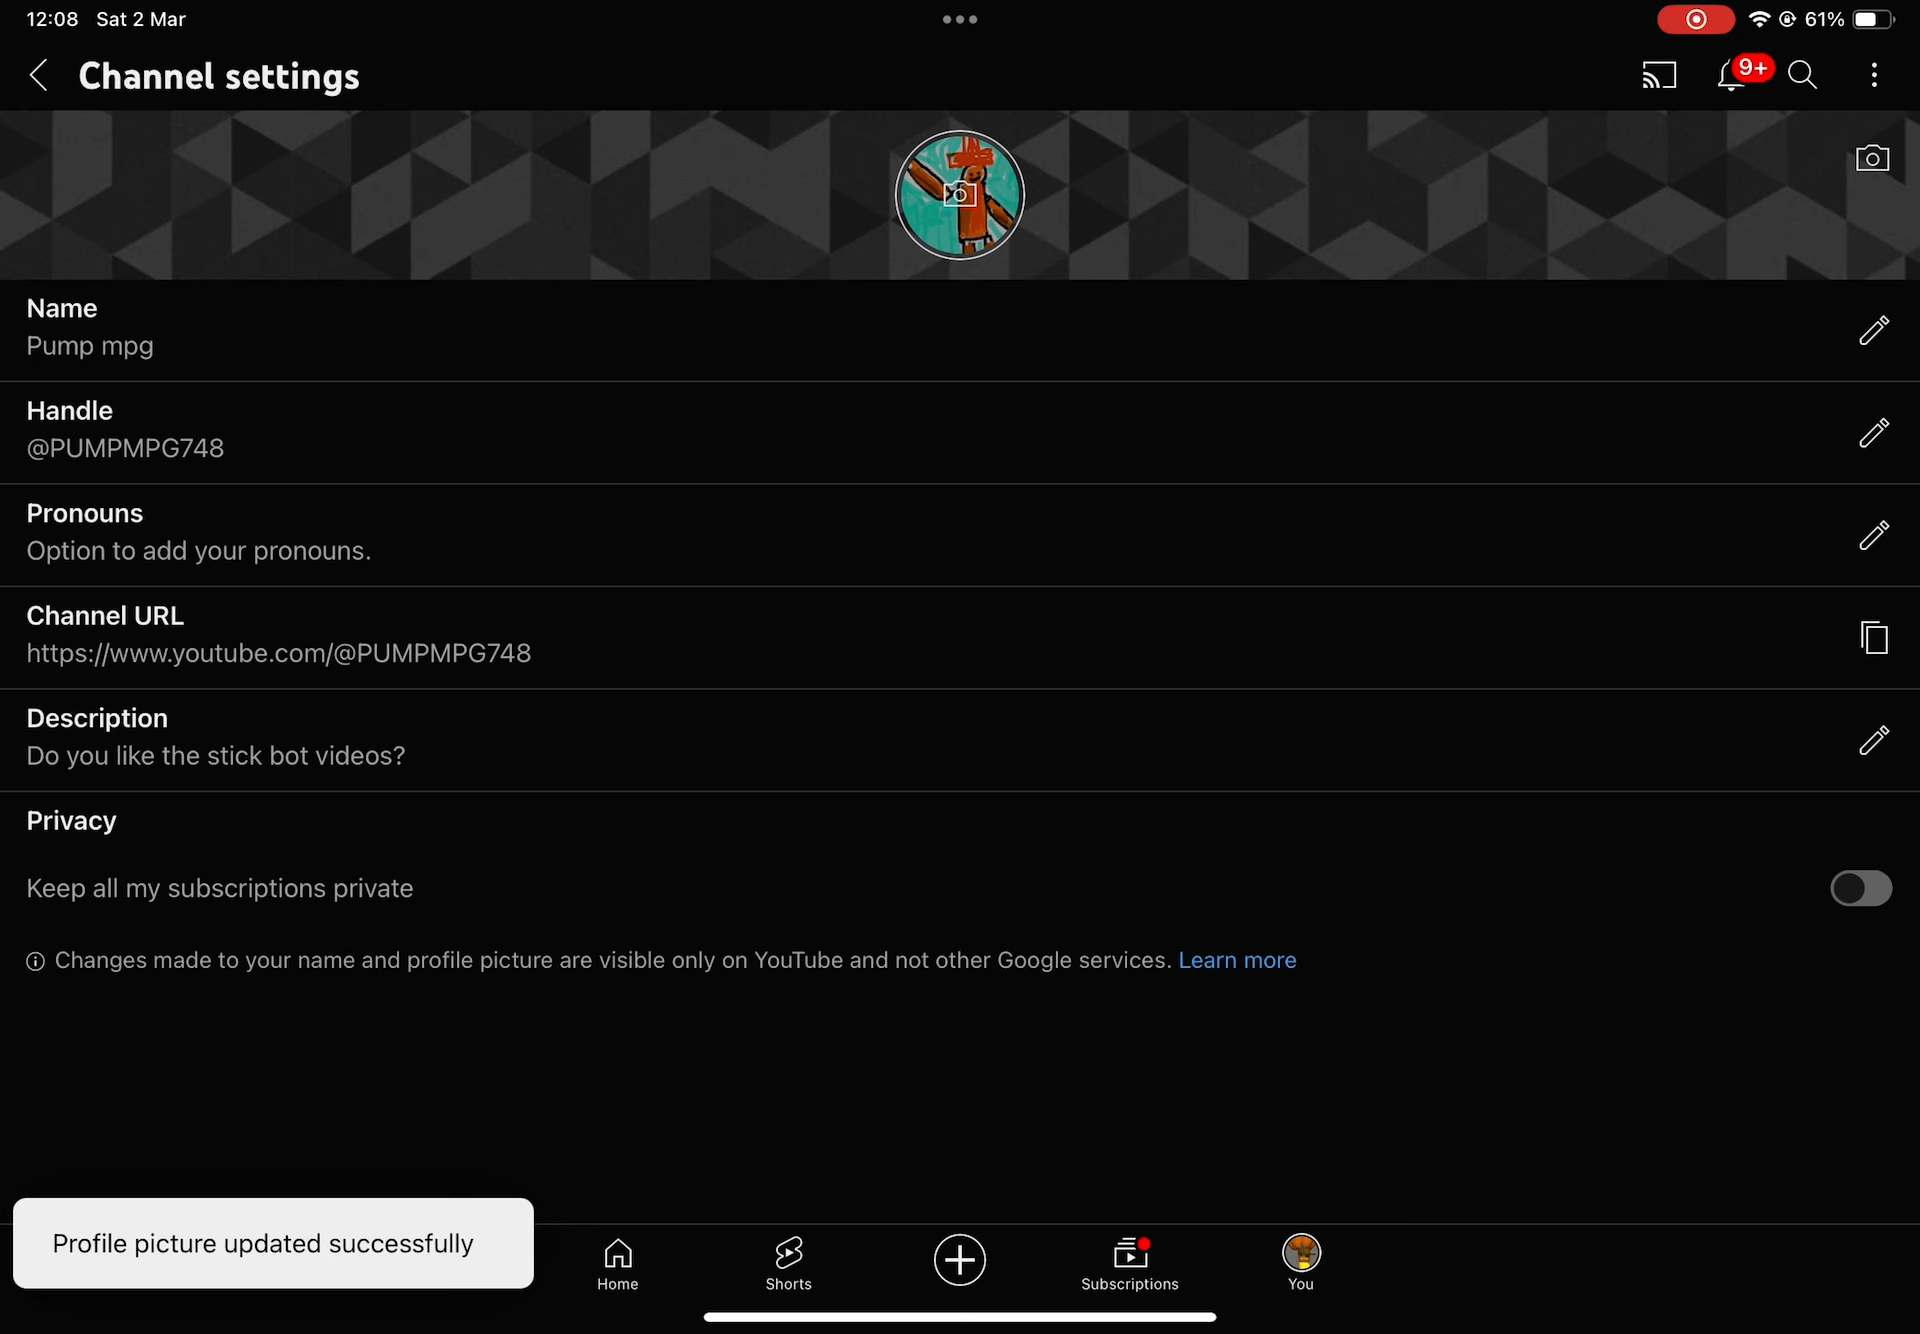 12:08 Sat 2 Mar
61%
Channel settings
9+
Name
Pump mpg
Handle
@PUMPMPG748
Pronouns
Option to add your pronouns.
Channel URL
https://www.youtube.com/@PUMPMPG748
Description
Do you like the stick bot videos?
Privacy
Keep all my subscriptions private
Changes made to your name and profile picture are visible only on YouTube and not other Google services. Learn more
Profile picture updated successfully
Home
Shorts
Subscriptions
You